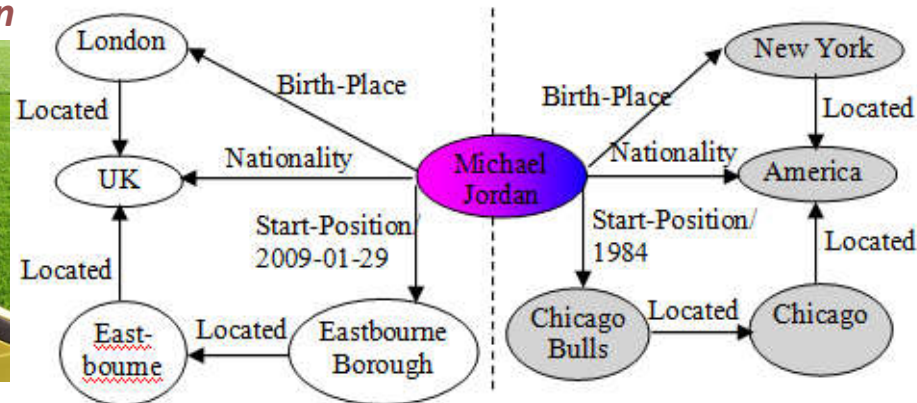 n
London
New York
Birth-Place
Birth-Place
Located
Located
Nationality
Michael
Jordan
Nationality
UK
America
Start-Position/
2009-01-29
Start-Position/
1984
Located
Located
East-
bourne
Located
Eastbourne
Borough
Chicago
Bulls
Located
Chicago